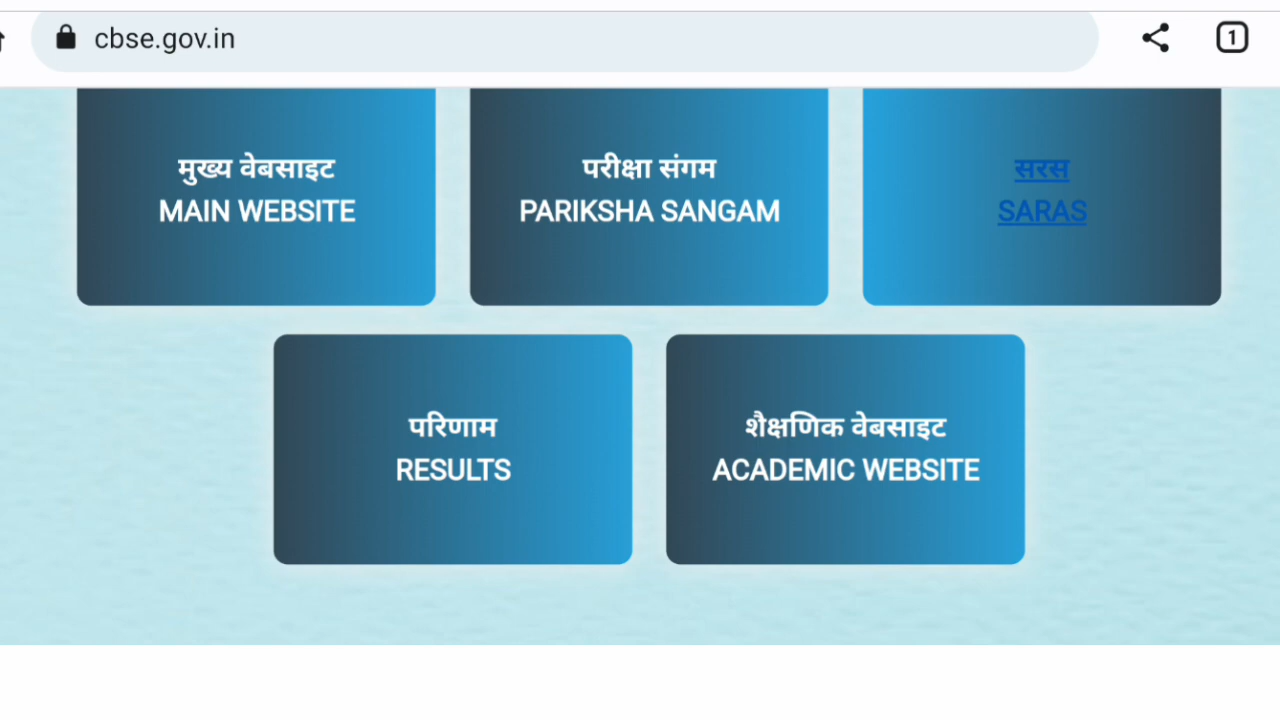 cbse.gov.in
1
मुख्य वेबसाइट
MAIN WEBSITE
परीक्षा संगम
PARIKSHA SANGAM
सरस
SARAS
परिणाम
RESULTS
शैक्षणिक वेबसाइट
ACADEMIC WEBSITE